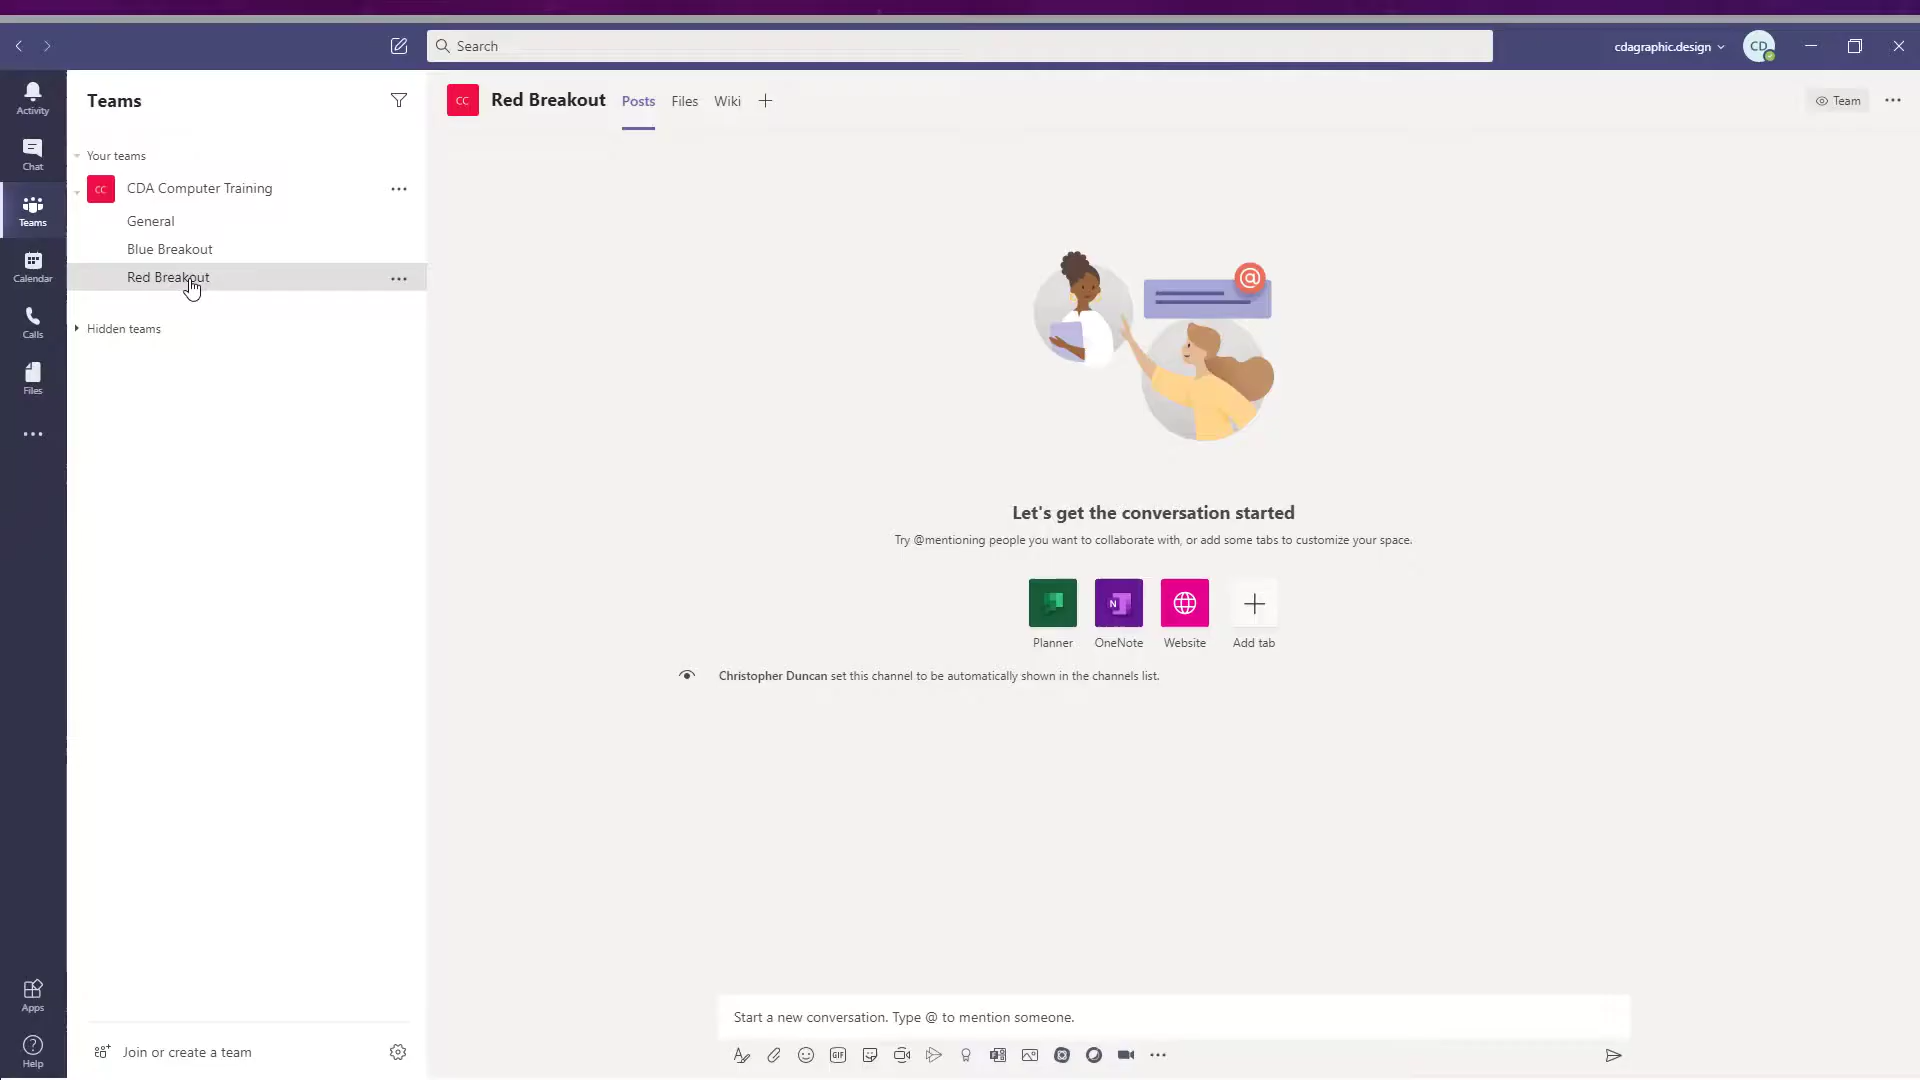 Search
cdagraphic.design
CD
Activity
Chat
Teams
Calendar
Calls
Files
Apps
Help
Teams
Your teams
CC
CDA Computer Training
General
Blue Breakout
Red Breakout
Hidden teams
Join or create a team
CC
Red Breakout
Posts
Files
Wiki
Team
@
Let's get the conversation started
Try @mentioning people you want to collaborate with, or add some tabs to customize your space.
N
Planner
OneNote
Website
Add tab
Christopher Duncan set this channel to be automatically shown in the channels list.
Start a new conversation. Type @ to mention someone.
GIF